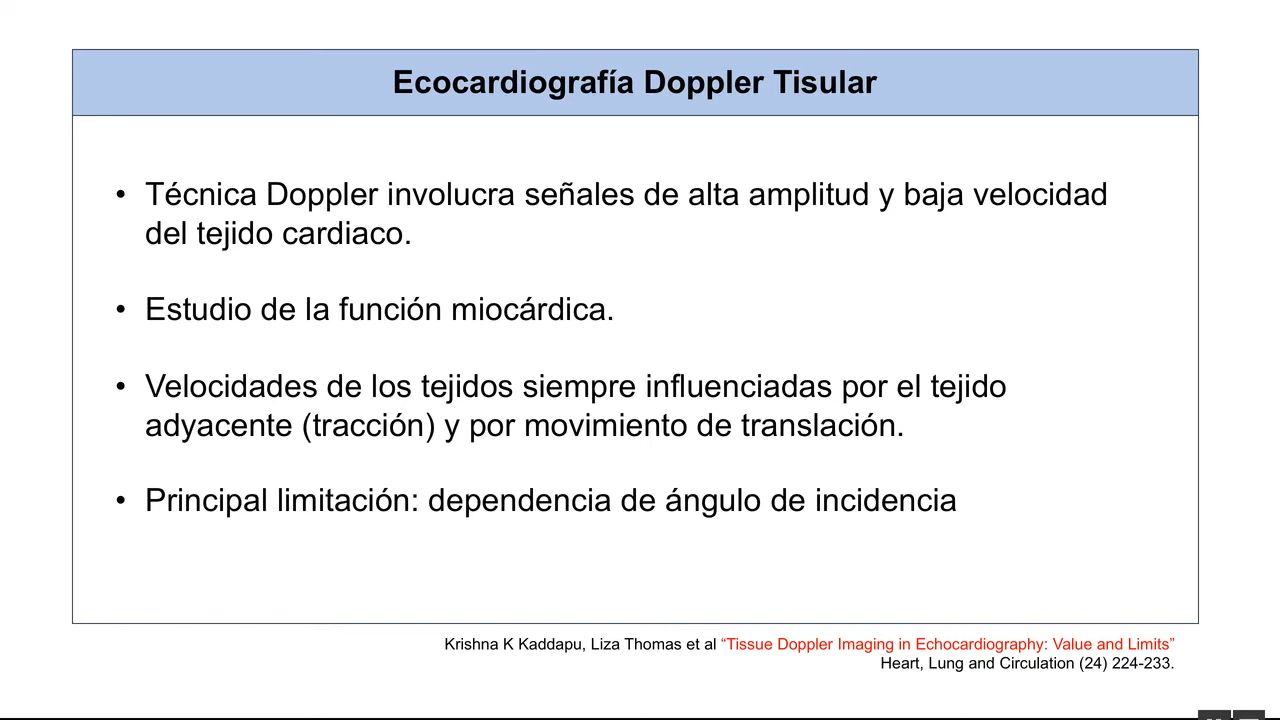 Ecocardiografía Doppler Tisular
• Técnica Doppler involucra señales de alta amplitud y baja velocidad
del tejido cardiaco.
• Estudio de la función miocárdica.
• Velocidades de los tejidos siempre influenciadas por el tejido
adyacente (tracción) y por movimiento de translación.
• Principal limitación: dependencia de ángulo de incidencia
Krishna K Kaddapu, Liza Thomas et al “Tissue Doppler Imaging in Echocardiography: Value and Limits”
Heart, Lung and Circulation (24) 224-233.